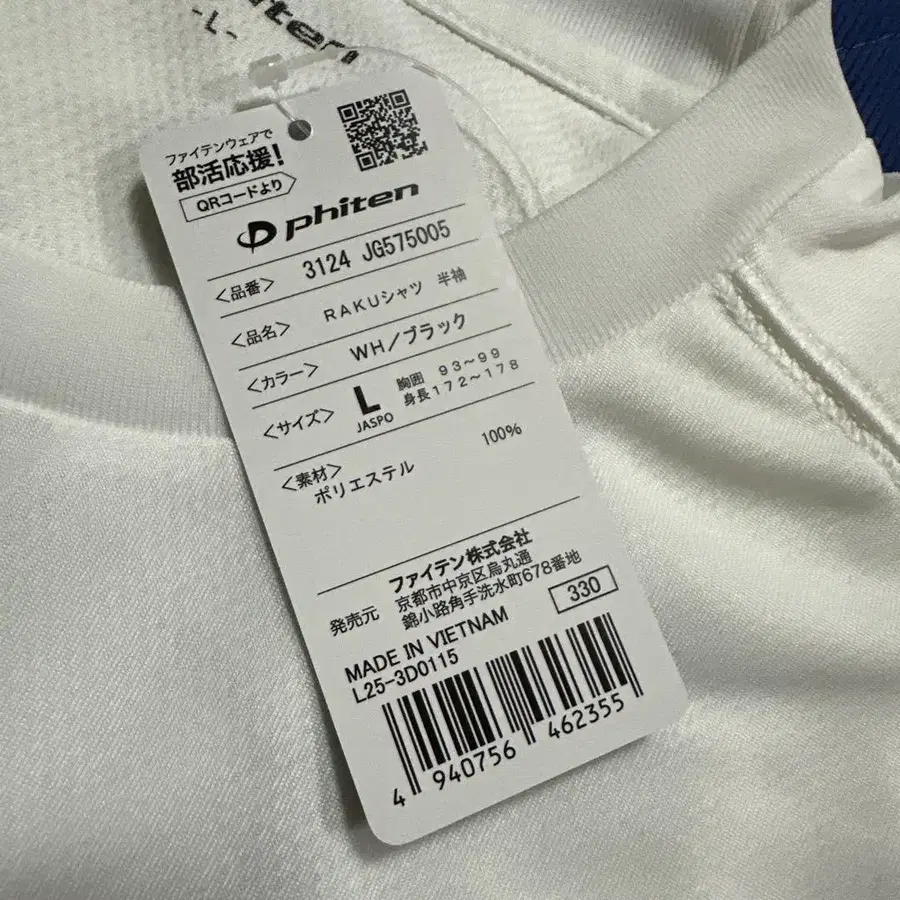 phiten
-L-
ファイテンウェアで
部活応援!
QRコードより
phiten
<品番> 3124 JG575005
<品名> RAKUシャツ 半袖
<カラー> WH/ブラック
<サイズ> L JASPO 胸囲 93~99
身長172~178
<素材>
ポリエステル 100%
発売元 ファイテン株式会社
京都市中京区烏丸通
錦小路角手洗水町678番地
330
MADE IN VIETNAM
L25-3D0115
4 940756 462355